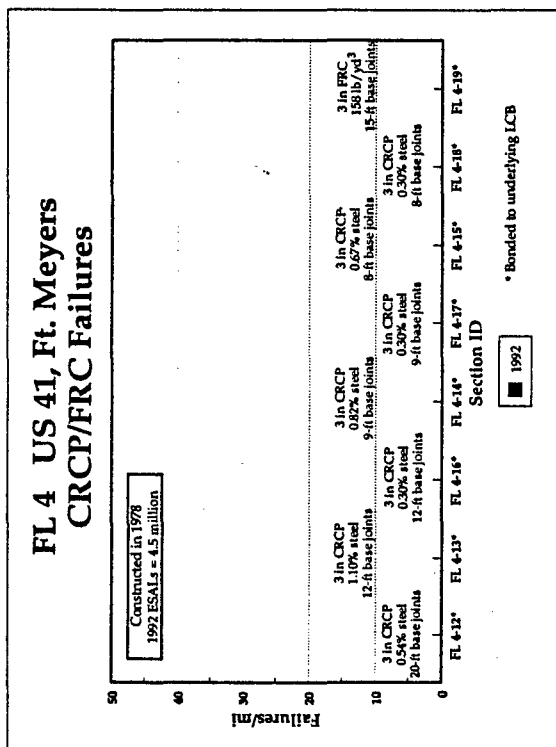 FL 4 US 41, Ft. Meyers
CRCP/FRC Failures
Constructed in 1978
1992 ESALs = 4.5 million
Failures/mi
50
40
30
20
10
0
3 in CRCP
0.54% steel
20-ft base joints
3 in CRCP
1.10% steel
12-ft base joints
3 in CRCP
0.30% steel
12-ft base joints
3 in CRCP
0.82% steel
9-ft base joints
3 in CRCP
0.30% steel
9-ft base joints
3 in CRCP
0.67% steel
8-ft base joints
3 in CRCP
0.30% steel
8-ft base joints
3 in FRC
158 lb/yd³
15-ft base joints
FL 4-12*
FL 4-13*
FL 4-16*
FL 4-14*
FL 4-17*
FL 4-15*
FL 4-18*
FL 4-19*
Section ID
1992
* Bonded to underlying LCB